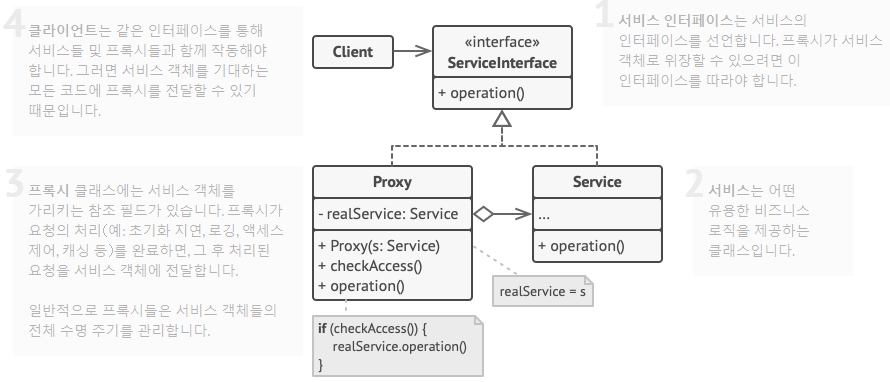 4
클라이언트는 같은 인터페이스를 통해
서비스들 및 프록시들과 함께 작동해야
합니다. 그러면 서비스 객체를 기대하는
모든 코드에 프록시를 전달할 수 있기
때문입니다.
Client
«interface»
ServiceInterface
+ operation()
1
서비스 인터페이스는 서비스의
인터페이스를 선언합니다. 프록시가 서비스
객체로 위장할 수 있으려면 이
인터페이스를 따라야 합니다.
3
프록시 클래스에는 서비스 객체를
가리키는 참조 필드가 있습니다. 프록시가
요청의 처리(예: 초기화 지연, 로깅, 액세스
제어, 캐싱 등)를 완료하면, 그 후 처리된
요청을 서비스 객체에 전달합니다.
일반적으로 프록시들은 서비스 객체들의
전체 수명 주기를 관리합니다.
Proxy
- realService: Service
+ Proxy(s: Service)
+ checkAccess()
+ operation()
Service
...
+ operation()
2
서비스는 어떤
유용한 비즈니스
로직을 제공하는
클래스입니다.
realService = s
if (checkAccess()) {
realService.operation()
}